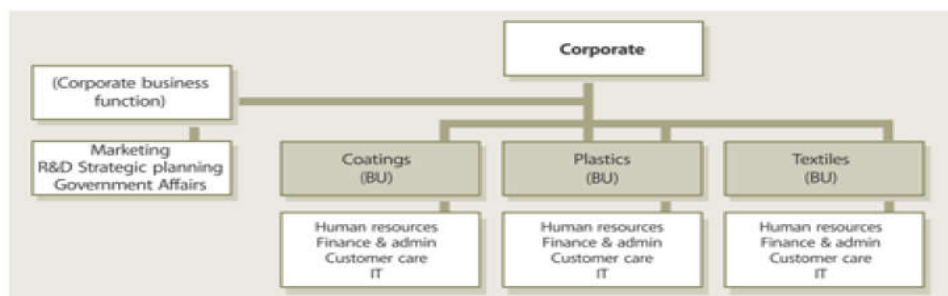 Corporate
(Corporate business
function)
Marketing
R&D Strategic planning
Government Affairs
Coatings
(BU)
Plastics
(BU)
Textiles
(BU)
Human resources
Finance & admin
Customer care
IT
Human resources
Finance & admin
Customer care
IT
Human resources
Finance & admin
Customer care
IT